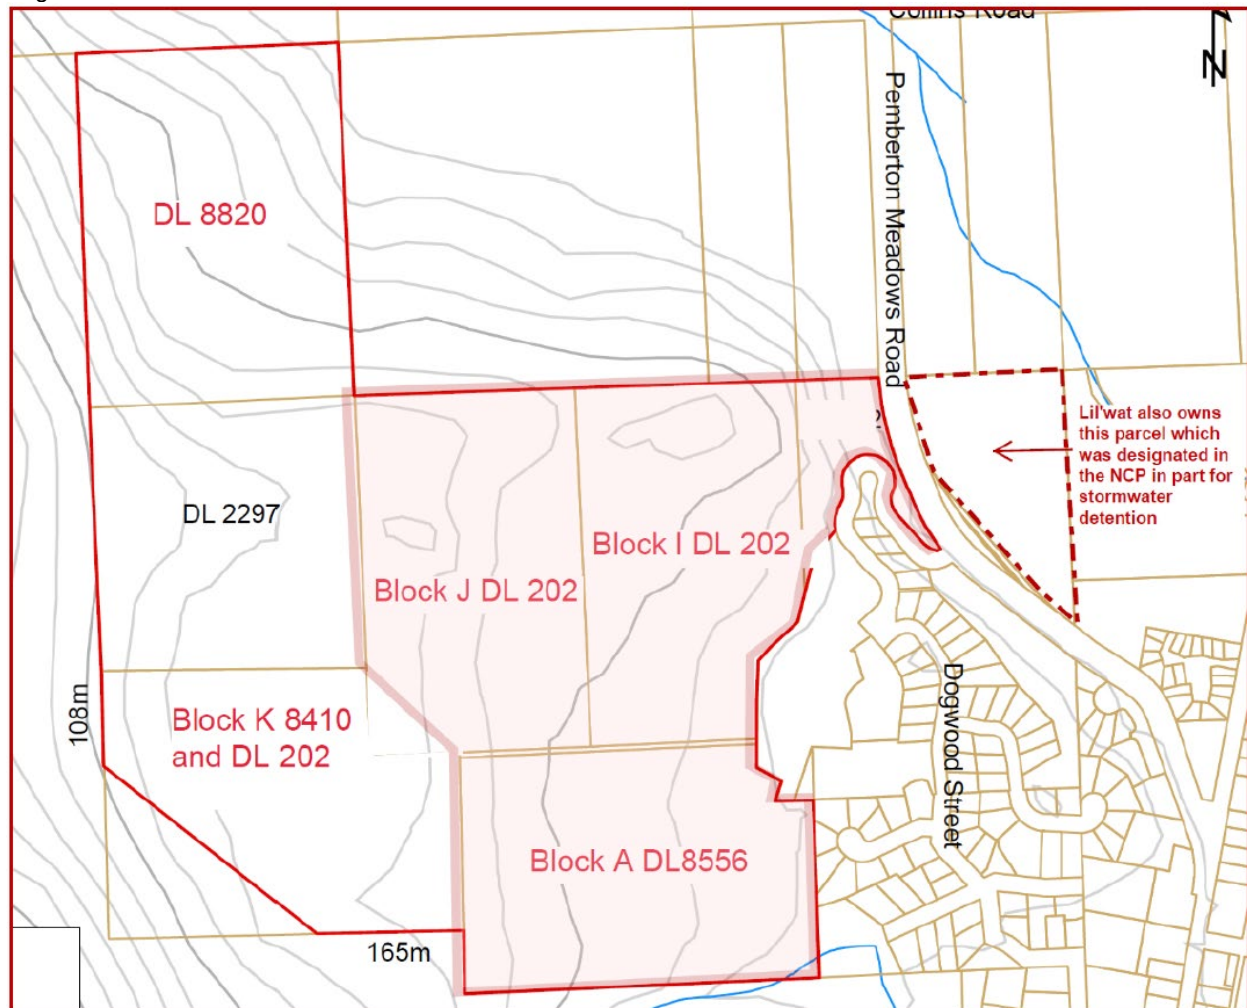 Collins Road
N
Pemberton Meadows Road
DL 8820
Lil'wat also owns
this parcel which
was designated in
the NCP in part for
stormwater
detention
DL 2297
Block I DL 202
Block J DL 202
Dogwood Street
108m
Block K 8410
and DL 202
Block A DL8556
165m